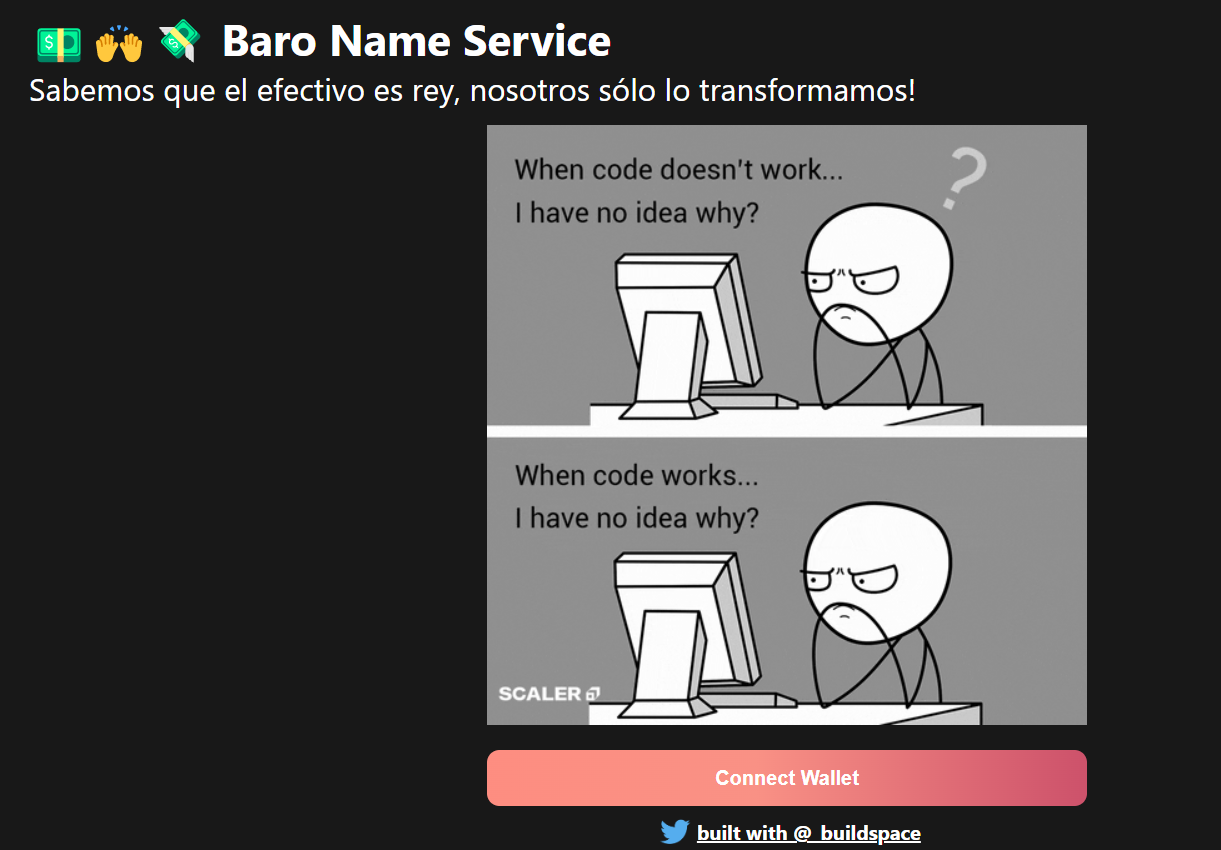 Baro Name Service
Sabemos que el efectivo es rey, nosotros sólo lo transformamos!
When code doesn't work...
I have no idea why?
?
When code works...
I have no idea why?
SCALER
Connect Wallet
built with @_buildspace